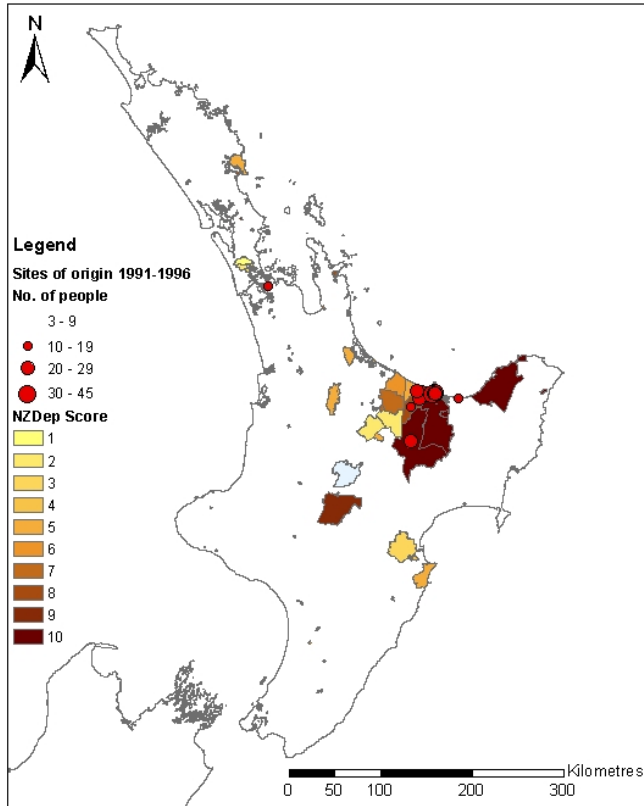 N
Legend
Sites of origin 1991-1996
No. of people
3 - 9
10 - 19
20 - 29
30 - 45
NZDep Score
1
2
3
4
5
6
7
8
9
10
Kilometres
0 50 100 200 300